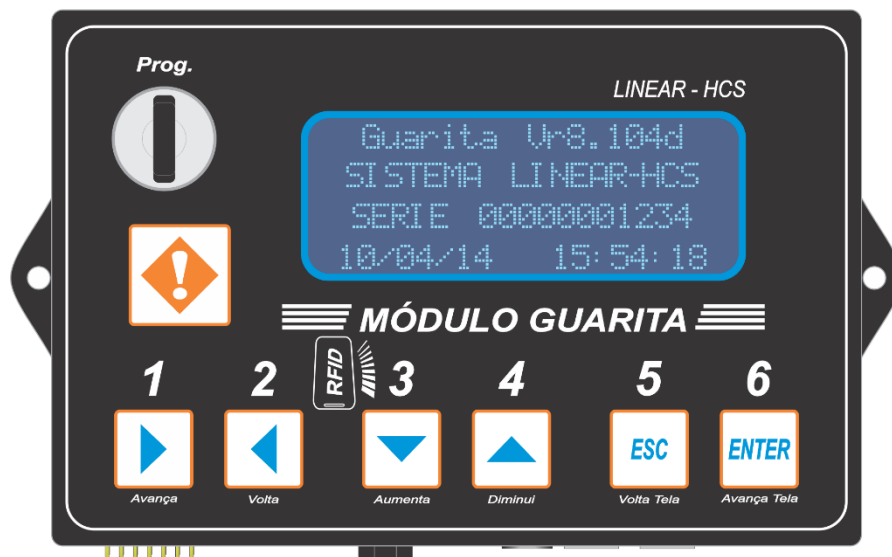 Prog.
LINEAR - HCS
Guarita Vr8.104d
SISTEMA LINEAR-HCS
SERIE 00000001234
10/04/14 15:54:18
!
MÓDULO GUARITA
1 2 RFID 3 4 5 6
ESC ENTER
Avança Volta Aumenta Diminui Volta Tela Avança Tela